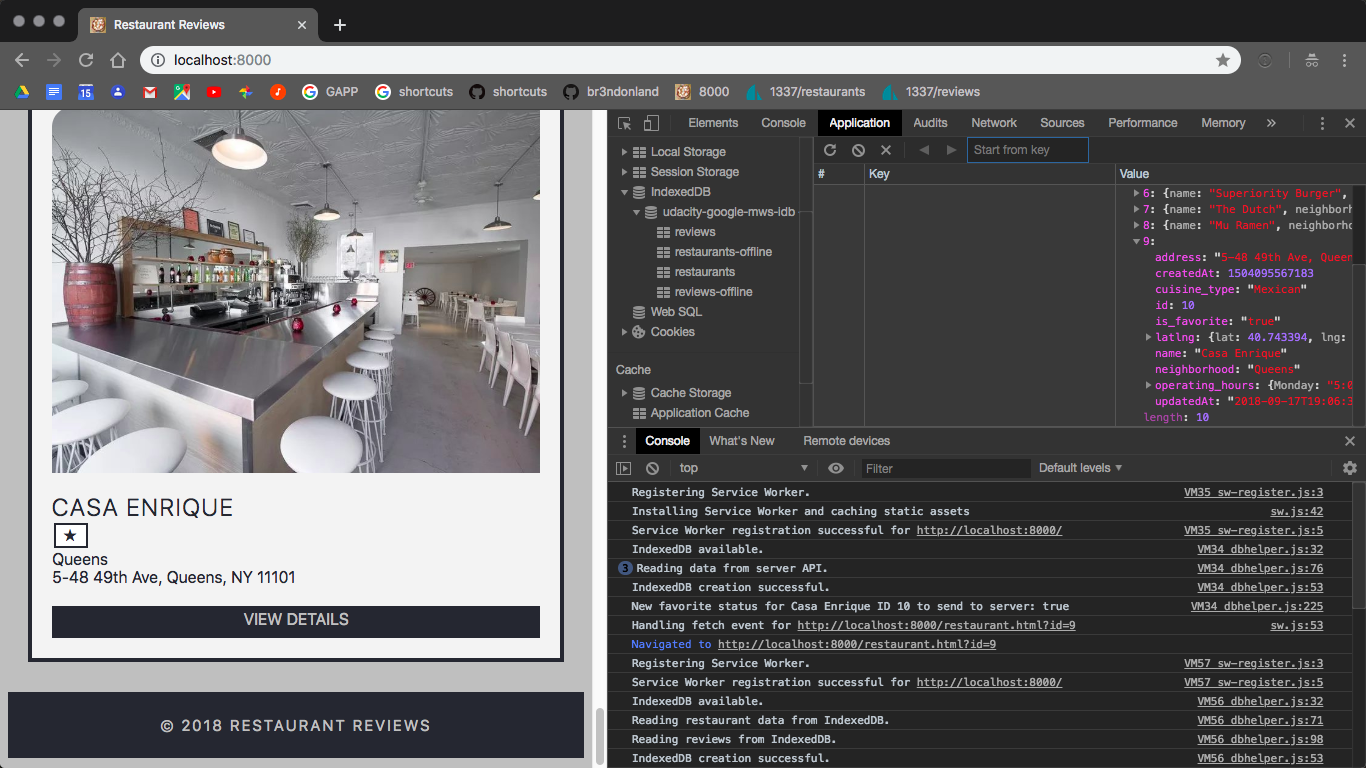 Restaurant Reviews
localhost:8000
15
GAPP
shortcuts
shortcuts
br3ndonland
8000
1337/restaurants
1337/reviews
Elements
Console
Application
Audits
Network
Sources
Performance
Memory
Local Storage
Session Storage
IndexedDB
udacity-google-mws-idb
reviews
restaurants-offline
restaurants
reviews-offline
Web SQL
Cookies
Cache
Cache Storage
Application Cache
Start from key
# Key Value
6: {name: "Superiority Burger",
7: {name: "The Dutch", neighborh
8: {name: "Mu Ramen", neighborho
9:
address: "5-48 49th Ave, Queen
createdAt: 1504095567183
cuisine_type: "Mexican"
id: 10
is_favorite: "true"
latlng: {lat: 40.743394, lng:
name: "Casa Enrique"
neighborhood: "Queens"
operating_hours: {Monday: "5:0
updatedAt: "2018-09-17T19:06:3
length: 10
CASA ENRIQUE
★
Queens
5-48 49th Ave, Queens, NY 11101
VIEW DETAILS
© 2018 RESTAURANT REVIEWS
Console
What's New
Remote devices
top
Filter
Default levels
Registering Service Worker. VM35 sw-register.js:3
Installing Service Worker and caching static assets sw.js:42
Service Worker registration successful for http://localhost:8000/ VM35 sw-register.js:5
IndexedDB available. VM34 dbhelper.js:32
3 Reading data from server API. VM34 dbhelper.js:76
IndexedDB creation successful. VM34 dbhelper.js:53
New favorite status for Casa Enrique ID 10 to send to server: true VM34 dbhelper.js:225
Handling fetch event for http://localhost:8000/restaurant.html?id=9 sw.js:53
Navigated to http://localhost:8000/restaurant.html?id=9
Registering Service Worker. VM57 sw-register.js:3
Service Worker registration successful for http://localhost:8000/ VM57 sw-register.js:5
IndexedDB available. VM56 dbhelper.js:32
Reading restaurant data from IndexedDB. VM56 dbhelper.js:71
Reading reviews from IndexedDB. VM56 dbhelper.js:98
IndexedDB creation successful. VM56 dbhelper.js:53